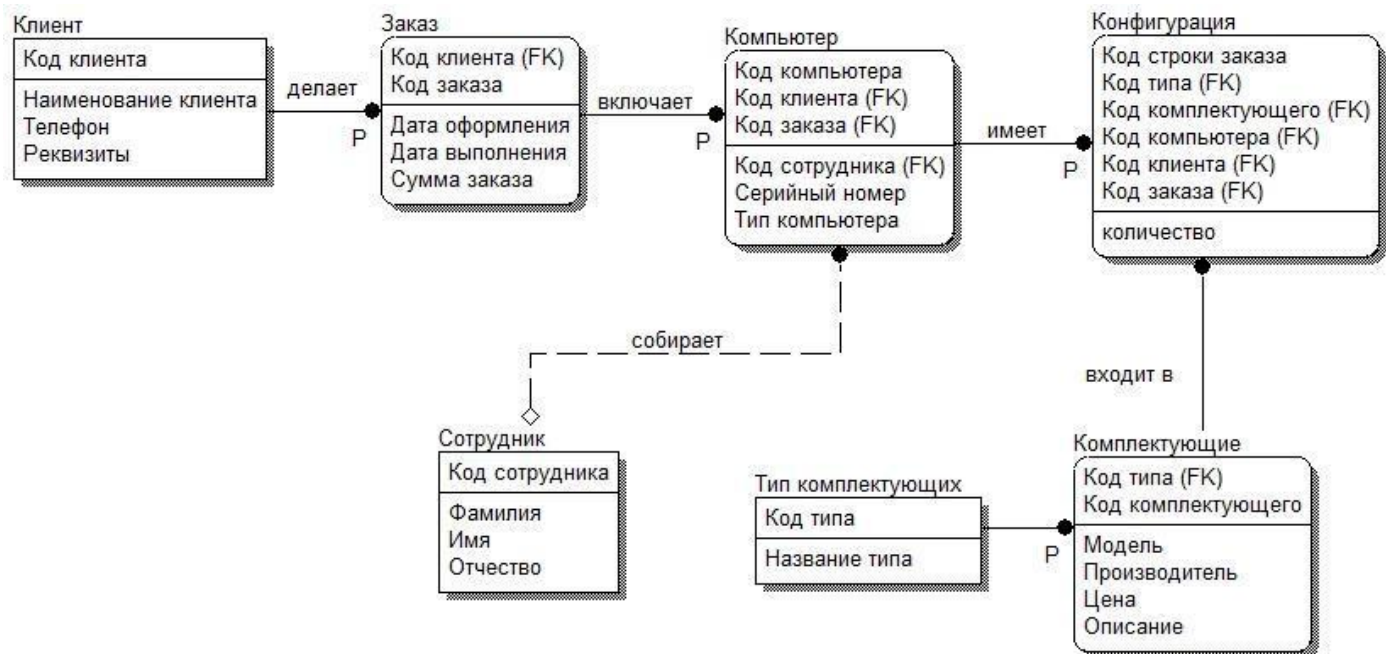 Клиент
Код клиента
Наименование клиента
Телефон
Реквизиты
делает
P
Заказ
Код клиента (FK)
Код заказа
Дата оформления
Дата выполнения
Сумма заказа
включает
P
Компьютер
Код компьютера
Код клиента (FK)
Код заказа (FK)
Код сотрудника (FK)
Серийный номер
Тип компьютера
имеет
P
Конфигурация
Код строки заказа
Код типа (FK)
Код комплектующего (FK)
Код компьютера (FK)
Код клиента (FK)
Код заказа (FK)
количество
собирает
входит в
Сотрудник
Код сотрудника
Фамилия
Имя
Отчество
Тип комплектующих
Код типа
Название типа
P
Комплектующие
Код типа (FK)
Код комплектующего
Модель
Производитель
Цена
Описание